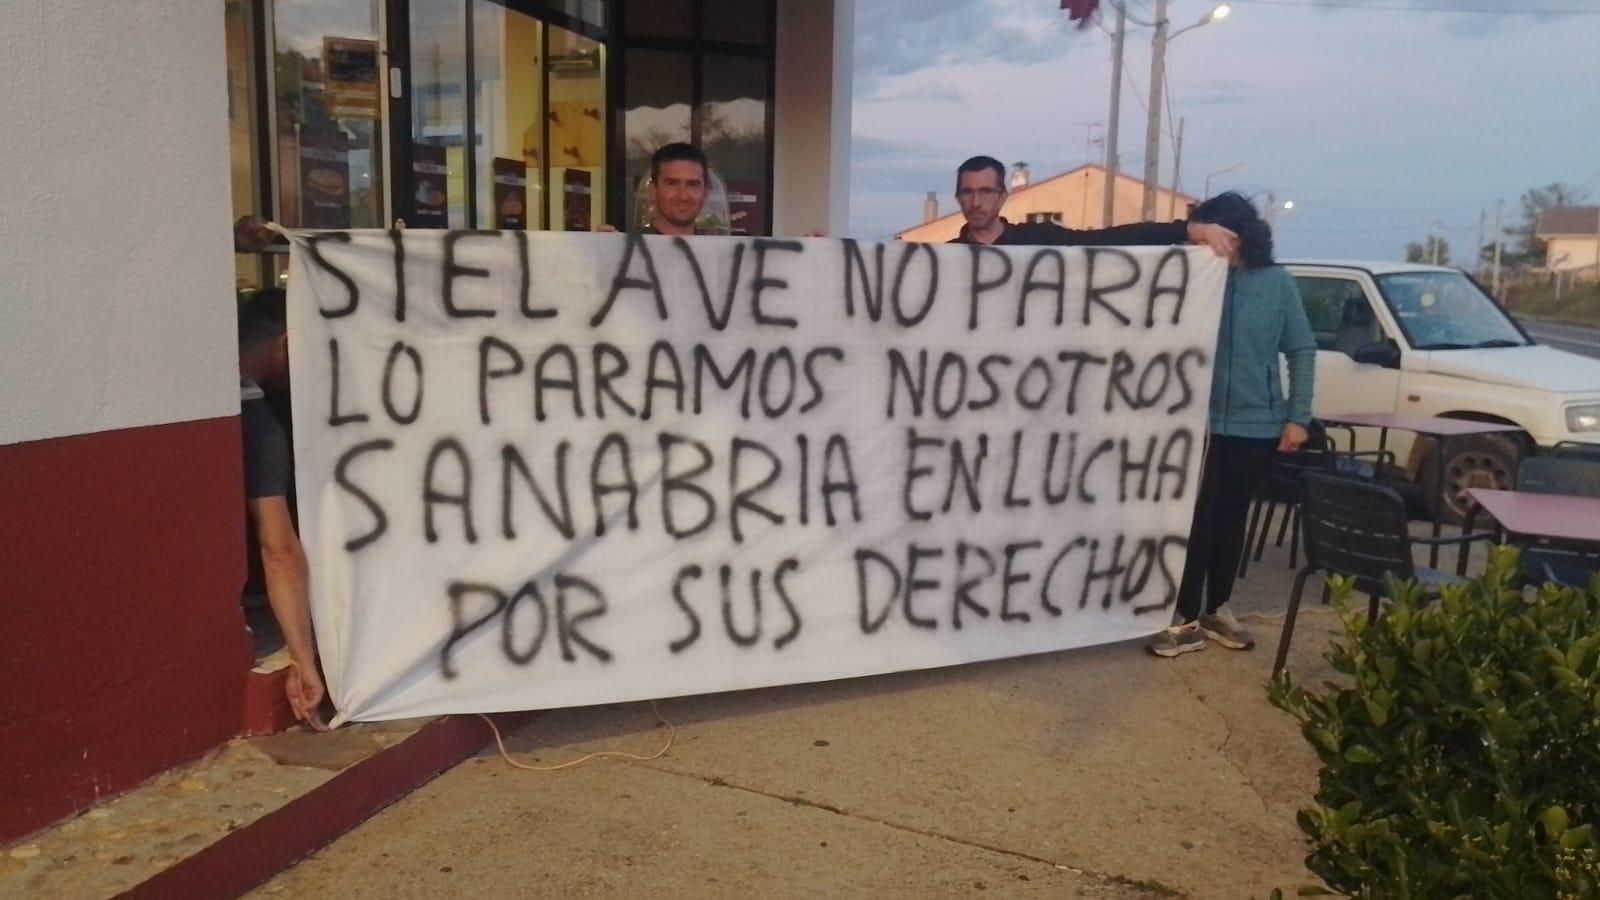 SI EL AVE NO PARA
LO PARAMOS NOSOTROS
SANABRIA EN LUCHA
POR SUS DERECHOS